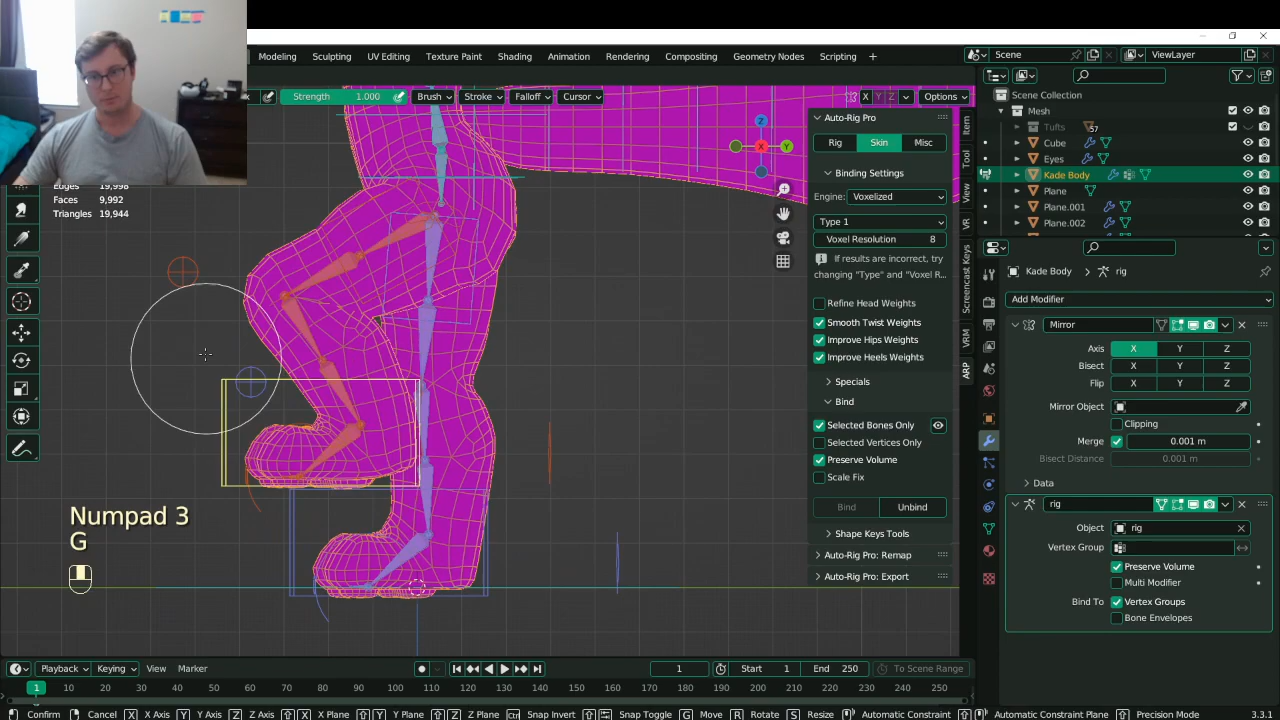 Modeling Sculpting UV Editing Texture Paint Shading Animation Rendering Compositing Geometry Nodes Scripting +
Scene
ViewLayer
Strength 1.000 Brush Stroke Falloff Cursor
X Y Z
Options
Scene Collection
Mesh
Tufts 57
Cube
Eyes
Kade Body
Plane
Plane.001
Plane.002
Edges 19,998
Faces 9,992
Triangles 19,944
Z
X
Y
Auto-Rig Pro
Rig Skin Misc
Binding Settings
Engine: Voxelized
Type 1
Voxel Resolution 8
If results are incorrect, try
changing "Type" and "Voxel R...
Refine Head Weights
Smooth Twist Weights
Improve Hips Weights
Improve Heels Weights
Specials
Bind
Selected Bones Only
Selected Vertices Only
Preserve Volume
Scale Fix
Bind Unbind
Shape Keys Tools
Auto-Rig Pro: Remap
Auto-Rig Pro: Export
Item
Tool
View
VR
Screencast Keys
VRM
ARP
Kade Body > rig
Add Modifier
Mirror
Axis X Y Z
Bisect X Y Z
Flip X Y Z
Mirror Object
Clipping
Merge 0.001 m
Bisect Distance 0.001 m
Data
rig
Object rig
Vertex Group
Preserve Volume
Multi Modifier
Bind To Vertex Groups
Bone Envelopes
Numpad 3
G
Playback Keying View Marker
1 Start 1 End 250 To Scene Range
1 10 20 30 40 50 60 70 80 90 100 110 120 130 140 150 160 170 180 190 200 210 220 230 240 250
Confirm Cancel X X Axis Y Y Axis Z Z Axis X X Plane Y Y Plane Z Z Plane Ctrl Snap Invert Snap Toggle G Move R Rotate S Resize Automatic Constraint Automatic Constraint Plane Precision Mode 3.3.1